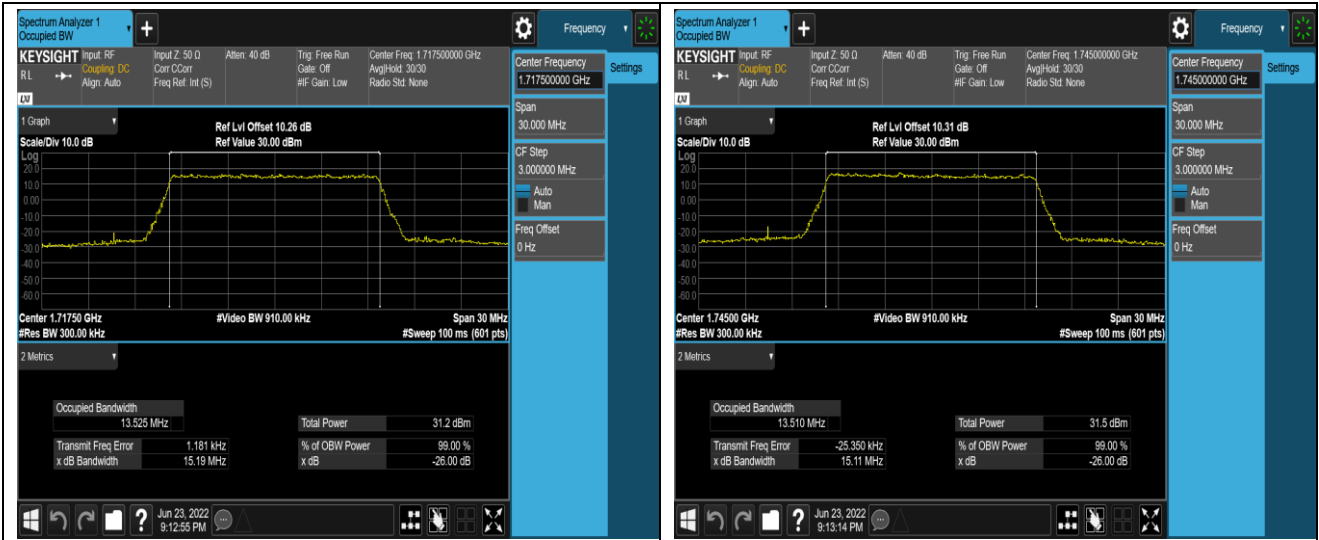 Spectrum Analyzer 1
Occupied BW
+
Frequency
KEYSIGHT Input: RF Input Z: 50 Ω Atten: 40 dB Trig: Free Run Center Freq: 1.717500000 GHz
RL Coupling: DC Corr CCorr Gate: Off Avg|Hold: 30/30
Align: Auto Freq Ref: Int (S) #IF Gain: Low Radio Std: None
LXI
Center Frequency
1.717500000 GHz
Settings
Span
30.000 MHz
CF Step
3.000000 MHz
Auto
Man
Freq Offset
0 Hz
1 Graph
Ref Lvl Offset 10.26 dB
Scale/Div 10.0 dB Ref Value 30.00 dBm
Log
20.0
10.0
0.00
-10.0
-20.0
-30.0
-40.0
-50.0
-60.0
Center 1.71750 GHz #Video BW 910.00 kHz Span 30 MHz
#Res BW 300.00 kHz #Sweep 100 ms (601 pts)
2 Metrics
Occupied Bandwidth
13.525 MHz Total Power 31.2 dBm
Transmit Freq Error 1.181 kHz % of OBW Power 99.00 %
x dB Bandwidth 15.19 MHz x dB -26.00 dB
?
Jun 23, 2022
9:12:55 PM
Spectrum Analyzer 1
Occupied BW
+
Frequency
KEYSIGHT Input: RF Input Z: 50 Ω Atten: 40 dB Trig: Free Run Center Freq: 1.745000000 GHz
RL Coupling: DC Corr CCorr Gate: Off Avg|Hold: 30/30
Align: Auto Freq Ref: Int (S) #IF Gain: Low Radio Std: None
LXI
Center Frequency
1.745000000 GHz
Settings
Span
30.000 MHz
CF Step
3.000000 MHz
Auto
Man
Freq Offset
0 Hz
1 Graph
Ref Lvl Offset 10.31 dB
Scale/Div 10.0 dB Ref Value 30.00 dBm
Log
20.0
10.0
0.00
-10.0
-20.0
-30.0
-40.0
-50.0
-60.0
Center 1.74500 GHz #Video BW 910.00 kHz Span 30 MHz
#Res BW 300.00 kHz #Sweep 100 ms (601 pts)
2 Metrics
Occupied Bandwidth
13.510 MHz Total Power 31.5 dBm
Transmit Freq Error -25.350 kHz % of OBW Power 99.00 %
x dB Bandwidth 15.11 MHz x dB -26.00 dB
?
Jun 23, 2022
9:13:14 PM